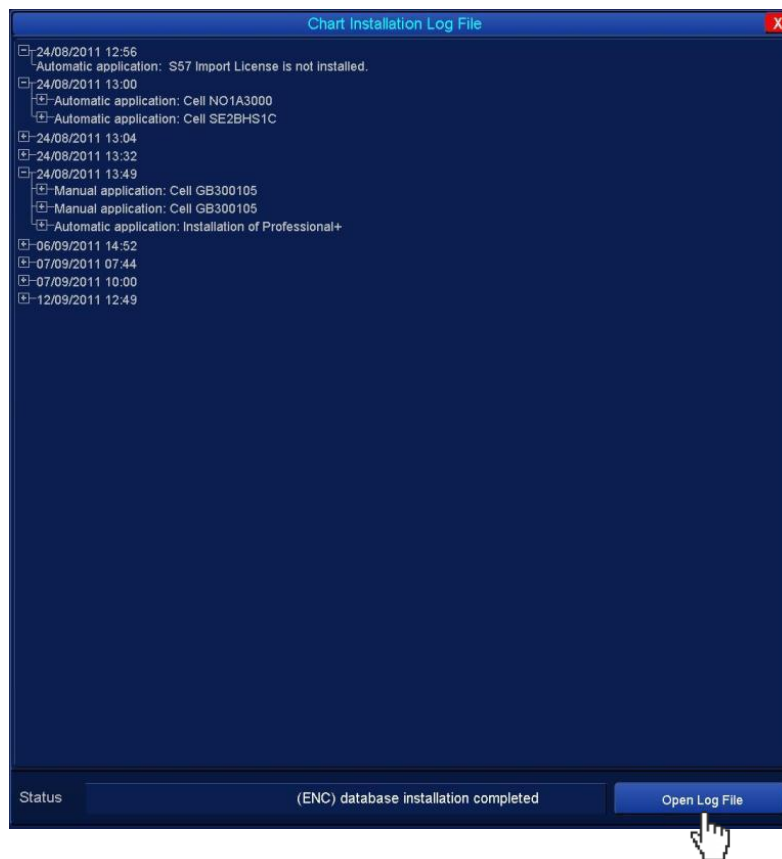 Chart Installation Log File
X
24/08/2011 12:56
Automatic application: S57 Import License is not installed.
24/08/2011 13:00
Automatic application: Cell NO1A3000
Automatic application: Cell SE2BHS1C
24/08/2011 13:04
24/08/2011 13:32
24/08/2011 13:49
Manual application: Cell GB300105
Manual application: Cell GB300105
Automatic application: Installation of Professional+
06/09/2011 14:52
07/09/2011 07:44
07/09/2011 10:00
12/09/2011 12:49
Status (ENC) database installation completed Open Log File